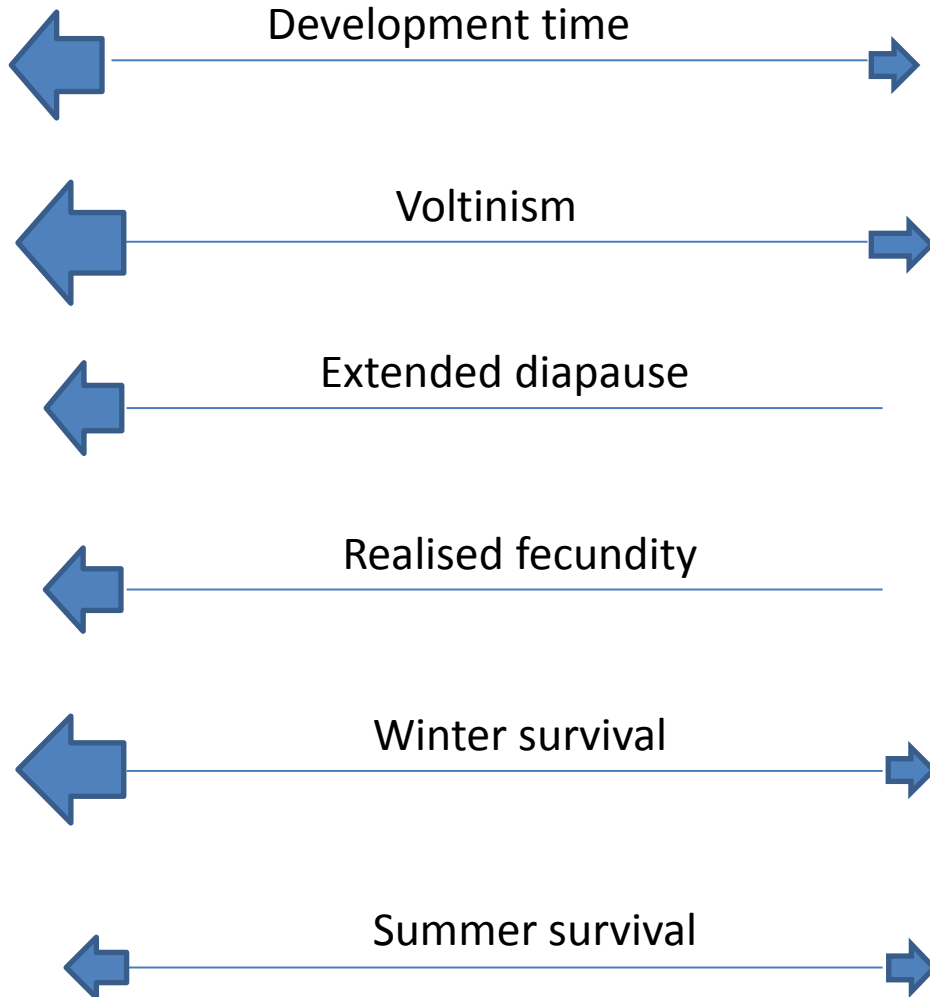 Development time
Voltinism
Extended diapause
Realised fecundity
Winter survival
Summer survival